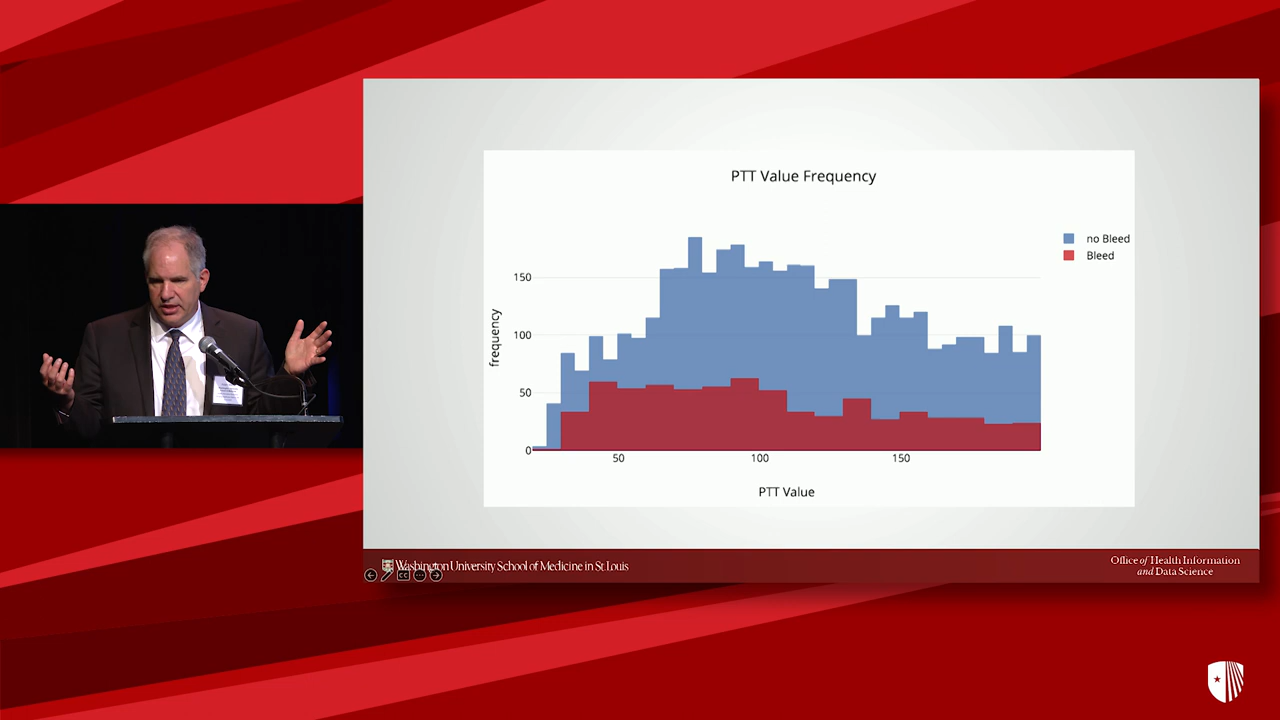 PTT Value Frequency
no Bleed
Bleed
150
100
50
0
frequency
50
100
150
PTT Value
Washington University School of Medicine in St. Louis
Office of Health Information
and Data Science
CC